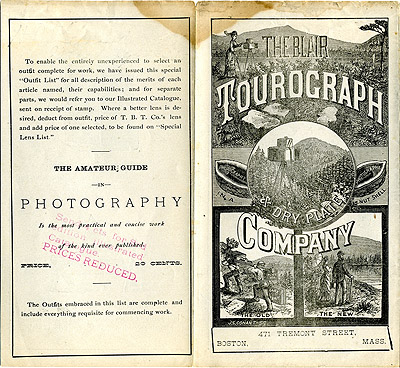 To enable the entirely unexperienced to select an
outfit complete for work, we have issued this special
"Outfit List" for all description of the merits of each
article named, their capabilities; and for separate
parts, we would refer you to our Illustrated Catalogue,
sent on receipt of stamp. Where a better lens is de-
sired, deduct from outfit, price of T. B. T. Co.'s lens
and add price of one selected, to be found on "Special
Lens List."
THE AMATEUR GUIDE
—IN—
PHOTOGRAPHY
Is the most practical and concise work
of the kind ever published.
PRICE, 20 CENTS.
Catalogue
PRICES REDUCED.
The Outfits embraced in this list are complete and
include everything requisite for commencing work.
THE BLAIR
TOUROGRAPH
IN A NUT SHELL
& DRY PLATE
COMPANY
THE OLD THE NEW
471 TREMONT STREET,
BOSTON, MASS.